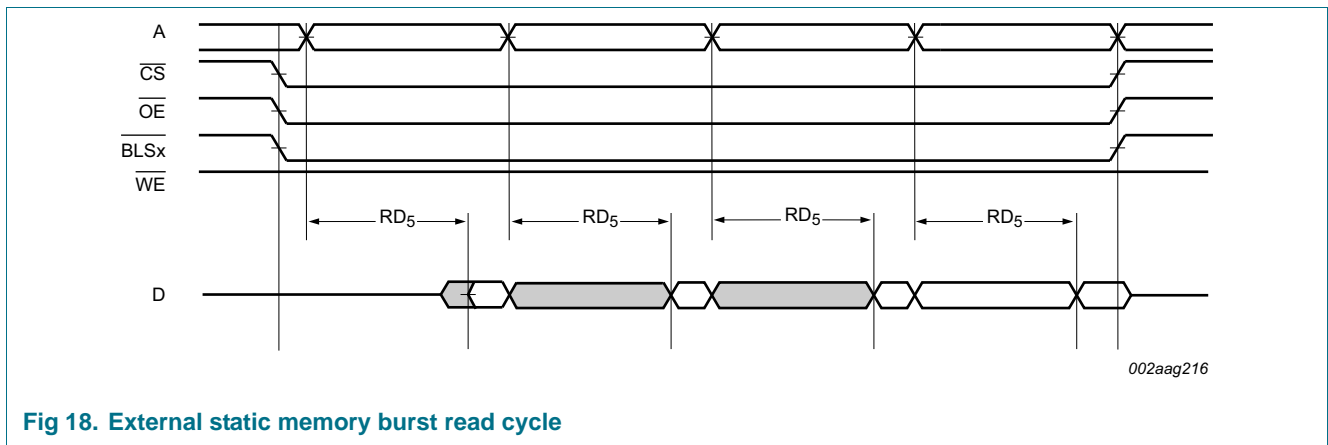 A
CS
OE
BLSx
WE
RD5 RD5 RD5 RD5
D
002aag216
Fig 18. External static memory burst read cycle